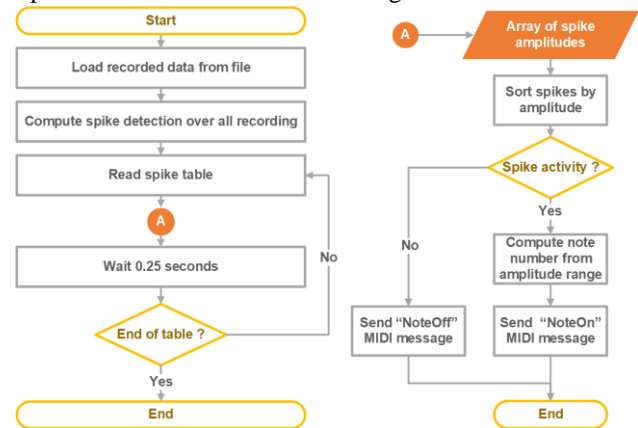 Start
Load recorded data from file
Compute spike detection over all recording
Read spike table
A
Wait 0.25 seconds
No
End of table ?
Yes
End
A
Array of spike
amplitudes
Sort spikes by
amplitude
Spike activity ?
Yes
No
Compute note
number from
amplitude range
Send “NoteOff”
MIDI message
Send “NoteOn”
MIDI message
End